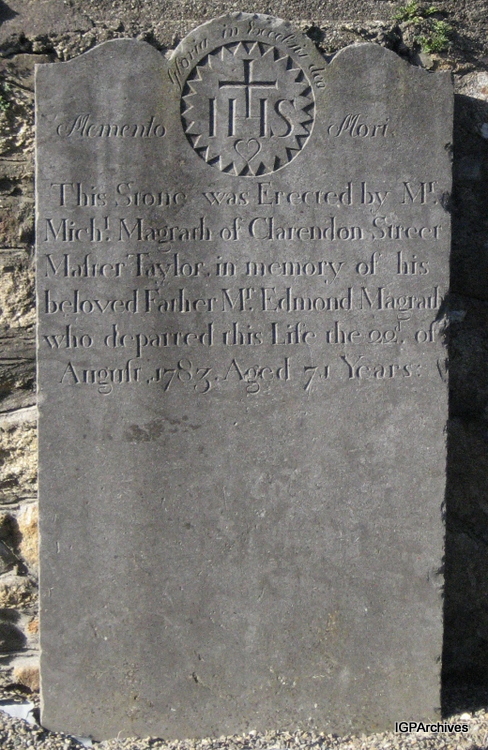 Gloria in Excelsis deo
IHS
Memento Mori
This Stone was Erected by Mr.
Michl. Magrath of Clarendon Street
Master Taylor, in memory of his
beloved Father Mr. Edmond Magrath
who departed this Life the 22d. of
August, 1783, Aged 71 Years:
IGPArchives